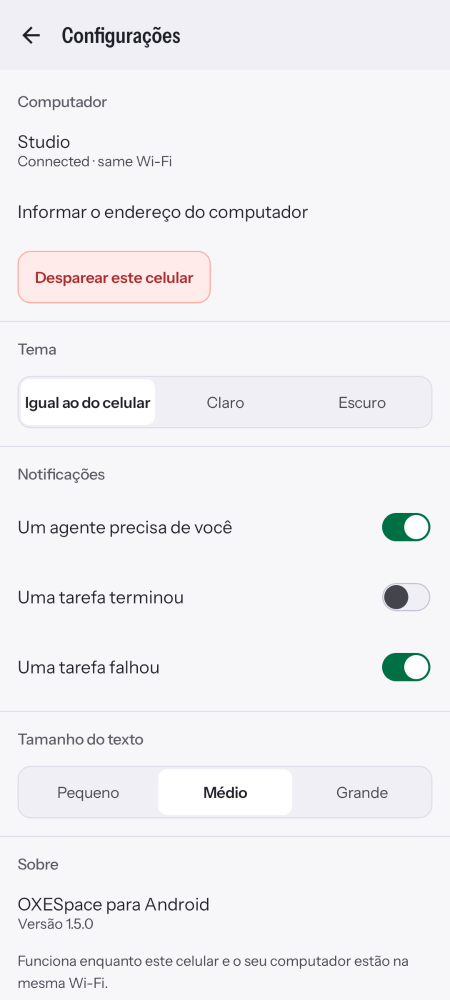 Configurações
Computador
Studio
Connected · same Wi-Fi
Informar o endereço do computador
Desparear este celular
Tema
Igual ao do celular
Claro
Escuro
Notificações
Um agente precisa de você
Uma tarefa terminou
Uma tarefa falhou
Tamanho do texto
Pequeno
Médio
Grande
Sobre
OXESpace para Android
Versão 1.5.0
Funciona enquanto este celular e o seu computador estão na
mesma Wi-Fi.